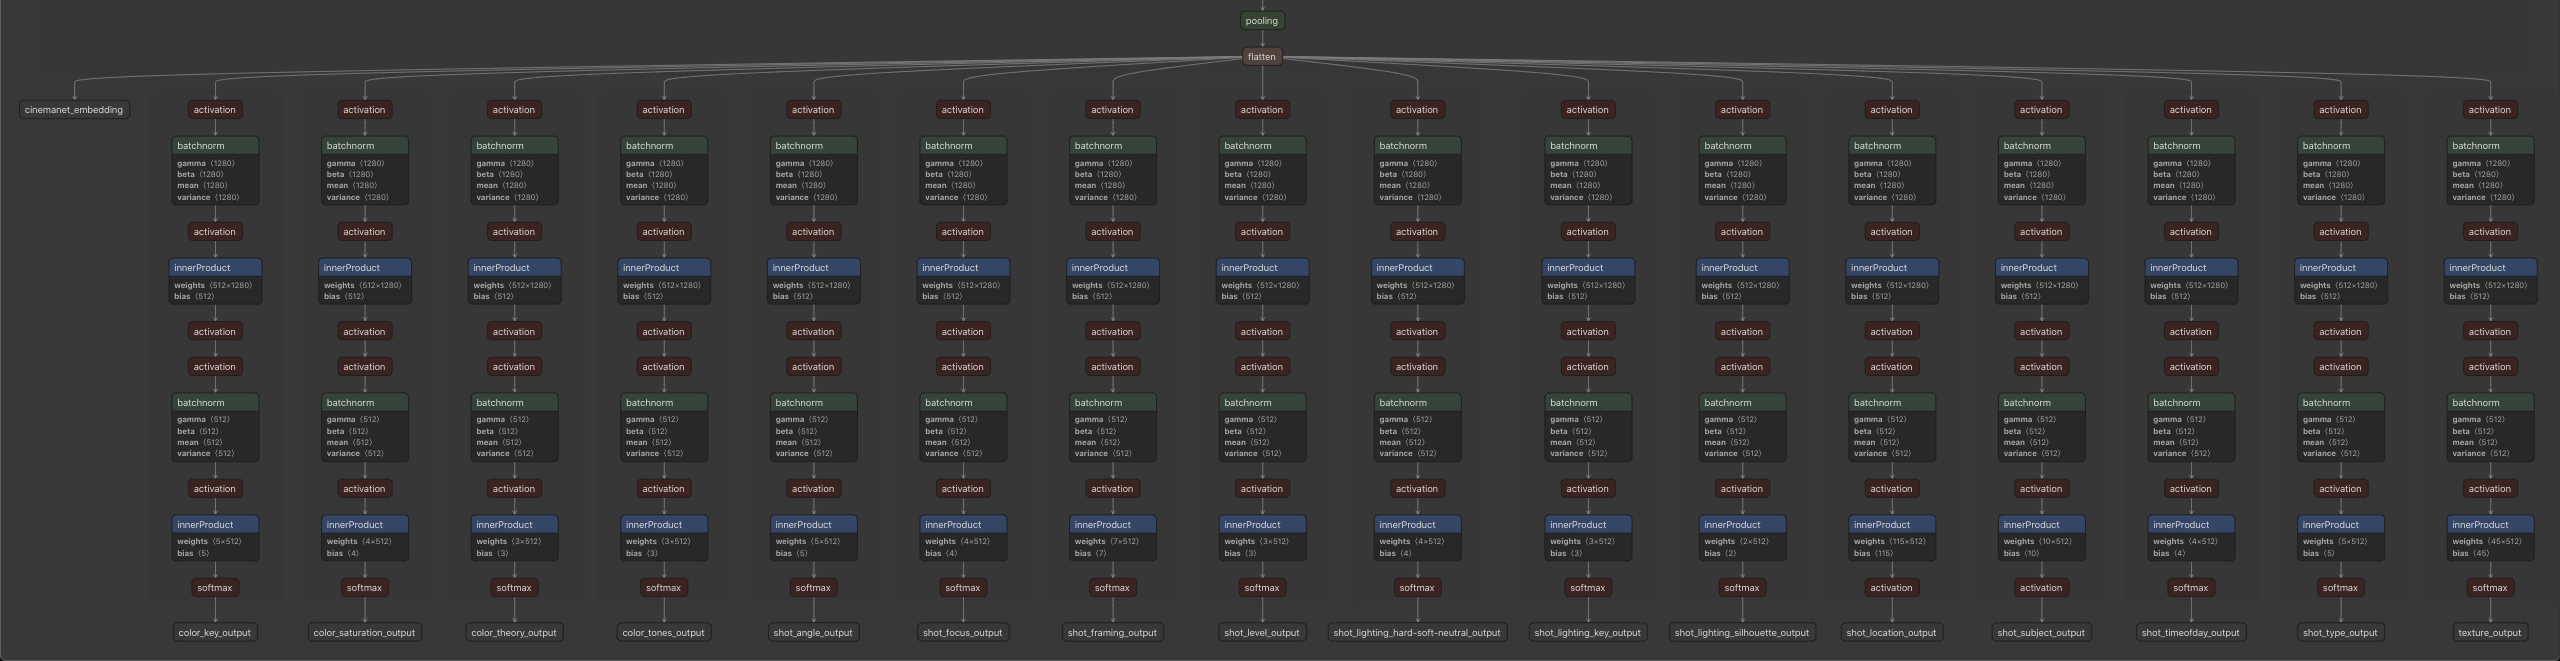 pooling
flatten
cinemanet_embedding activation activation activation activation activation activation activation activation activation activation activation activation activation activation activation activation
batchnorm batchnorm batchnorm batchnorm batchnorm batchnorm batchnorm batchnorm batchnorm batchnorm batchnorm batchnorm batchnorm batchnorm batchnorm batchnorm
gamma ⟨1280⟩ gamma ⟨1280⟩ gamma ⟨1280⟩ gamma ⟨1280⟩ gamma ⟨1280⟩ gamma ⟨1280⟩ gamma ⟨1280⟩ gamma ⟨1280⟩ gamma ⟨1280⟩ gamma ⟨1280⟩ gamma ⟨1280⟩ gamma ⟨1280⟩ gamma ⟨1280⟩ gamma ⟨1280⟩ gamma ⟨1280⟩ gamma ⟨1280⟩
beta ⟨1280⟩ beta ⟨1280⟩ beta ⟨1280⟩ beta ⟨1280⟩ beta ⟨1280⟩ beta ⟨1280⟩ beta ⟨1280⟩ beta ⟨1280⟩ beta ⟨1280⟩ beta ⟨1280⟩ beta ⟨1280⟩ beta ⟨1280⟩ beta ⟨1280⟩ beta ⟨1280⟩ beta ⟨1280⟩ beta ⟨1280⟩
mean ⟨1280⟩ mean ⟨1280⟩ mean ⟨1280⟩ mean ⟨1280⟩ mean ⟨1280⟩ mean ⟨1280⟩ mean ⟨1280⟩ mean ⟨1280⟩ mean ⟨1280⟩ mean ⟨1280⟩ mean ⟨1280⟩ mean ⟨1280⟩ mean ⟨1280⟩ mean ⟨1280⟩ mean ⟨1280⟩ mean ⟨1280⟩
variance ⟨1280⟩ variance ⟨1280⟩ variance ⟨1280⟩ variance ⟨1280⟩ variance ⟨1280⟩ variance ⟨1280⟩ variance ⟨1280⟩ variance ⟨1280⟩ variance ⟨1280⟩ variance ⟨1280⟩ variance ⟨1280⟩ variance ⟨1280⟩ variance ⟨1280⟩ variance ⟨1280⟩ variance ⟨1280⟩ variance ⟨1280⟩
activation activation activation activation activation activation activation activation activation activation activation activation activation activation activation activation
innerProduct innerProduct innerProduct innerProduct innerProduct innerProduct innerProduct innerProduct innerProduct innerProduct innerProduct innerProduct innerProduct innerProduct innerProduct innerProduct
weights ⟨512×1280⟩ weights ⟨512×1280⟩ weights ⟨512×1280⟩ weights ⟨512×1280⟩ weights ⟨512×1280⟩ weights ⟨512×1280⟩ weights ⟨512×1280⟩ weights ⟨512×1280⟩ weights ⟨512×1280⟩ weights ⟨512×1280⟩ weights ⟨512×1280⟩ weights ⟨512×1280⟩ weights ⟨512×1280⟩ weights ⟨512×1280⟩ weights ⟨512×1280⟩ weights ⟨512×1280⟩
bias ⟨512⟩ bias ⟨512⟩ bias ⟨512⟩ bias ⟨512⟩ bias ⟨512⟩ bias ⟨512⟩ bias ⟨512⟩ bias ⟨512⟩ bias ⟨512⟩ bias ⟨512⟩ bias ⟨512⟩ bias ⟨512⟩ bias ⟨512⟩ bias ⟨512⟩ bias ⟨512⟩ bias ⟨512⟩
activation activation activation activation activation activation activation activation activation activation activation activation activation activation activation activation
activation activation activation activation activation activation activation activation activation activation activation activation activation activation activation activation
batchnorm batchnorm batchnorm batchnorm batchnorm batchnorm batchnorm batchnorm batchnorm batchnorm batchnorm batchnorm batchnorm batchnorm batchnorm batchnorm
gamma ⟨512⟩ gamma ⟨512⟩ gamma ⟨512⟩ gamma ⟨512⟩ gamma ⟨512⟩ gamma ⟨512⟩ gamma ⟨512⟩ gamma ⟨512⟩ gamma ⟨512⟩ gamma ⟨512⟩ gamma ⟨512⟩ gamma ⟨512⟩ gamma ⟨512⟩ gamma ⟨512⟩ gamma ⟨512⟩ gamma ⟨512⟩
beta ⟨512⟩ beta ⟨512⟩ beta ⟨512⟩ beta ⟨512⟩ beta ⟨512⟩ beta ⟨512⟩ beta ⟨512⟩ beta ⟨512⟩ beta ⟨512⟩ beta ⟨512⟩ beta ⟨512⟩ beta ⟨512⟩ beta ⟨512⟩ beta ⟨512⟩ beta ⟨512⟩ beta ⟨512⟩
mean ⟨512⟩ mean ⟨512⟩ mean ⟨512⟩ mean ⟨512⟩ mean ⟨512⟩ mean ⟨512⟩ mean ⟨512⟩ mean ⟨512⟩ mean ⟨512⟩ mean ⟨512⟩ mean ⟨512⟩ mean ⟨512⟩ mean ⟨512⟩ mean ⟨512⟩ mean ⟨512⟩ mean ⟨512⟩
variance ⟨512⟩ variance ⟨512⟩ variance ⟨512⟩ variance ⟨512⟩ variance ⟨512⟩ variance ⟨512⟩ variance ⟨512⟩ variance ⟨512⟩ variance ⟨512⟩ variance ⟨512⟩ variance ⟨512⟩ variance ⟨512⟩ variance ⟨512⟩ variance ⟨512⟩ variance ⟨512⟩ variance ⟨512⟩
activation activation activation activation activation activation activation activation activation activation activation activation activation activation activation activation
innerProduct innerProduct innerProduct innerProduct innerProduct innerProduct innerProduct innerProduct innerProduct innerProduct innerProduct innerProduct innerProduct innerProduct innerProduct innerProduct
weights ⟨5×512⟩ weights ⟨4×512⟩ weights ⟨3×512⟩ weights ⟨3×512⟩ weights ⟨5×512⟩ weights ⟨4×512⟩ weights ⟨7×512⟩ weights ⟨3×512⟩ weights ⟨4×512⟩ weights ⟨3×512⟩ weights ⟨2×512⟩ weights ⟨115×512⟩ weights ⟨10×512⟩ weights ⟨4×512⟩ weights ⟨5×512⟩ weights ⟨45×512⟩
bias ⟨5⟩ bias ⟨4⟩ bias ⟨3⟩ bias ⟨3⟩ bias ⟨5⟩ bias ⟨4⟩ bias ⟨7⟩ bias ⟨3⟩ bias ⟨4⟩ bias ⟨3⟩ bias ⟨2⟩ bias ⟨115⟩ bias ⟨10⟩ bias ⟨4⟩ bias ⟨5⟩ bias ⟨45⟩
softmax softmax softmax softmax softmax softmax softmax softmax softmax softmax softmax activation activation softmax softmax softmax
color_key_output color_saturation_output color_theory_output color_tones_output shot_angle_output shot_focus_output shot_framing_output shot_level_output shot_lighting_hard-soft-neutral_output shot_lighting_key_output shot_lighting_silhouette_output shot_location_output shot_subject_output shot_timeofday_output shot_type_output texture_output